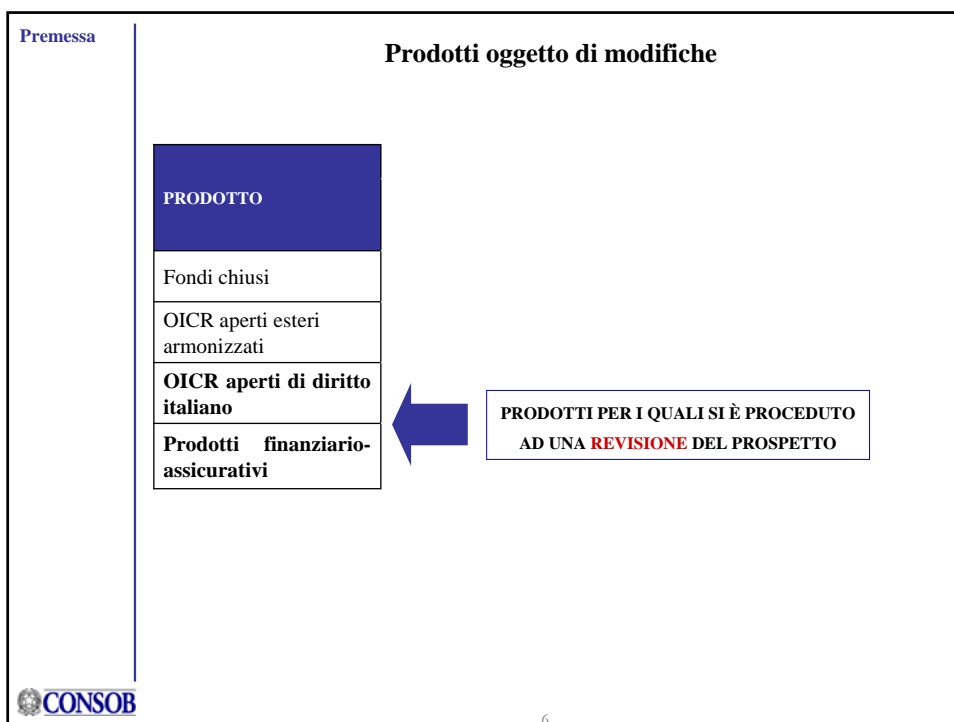 Premessa
Prodotti oggetto di modifiche
PRODOTTO
Fondi chiusi
OICR aperti esteri
armonizzati
OICR aperti di diritto
italiano
Prodotti finanziario-
assicurativi
PRODOTTI PER I QUALI SI È PROCEDUTO
AD UNA REVISIONE DEL PROSPETTO
CONSOB
6